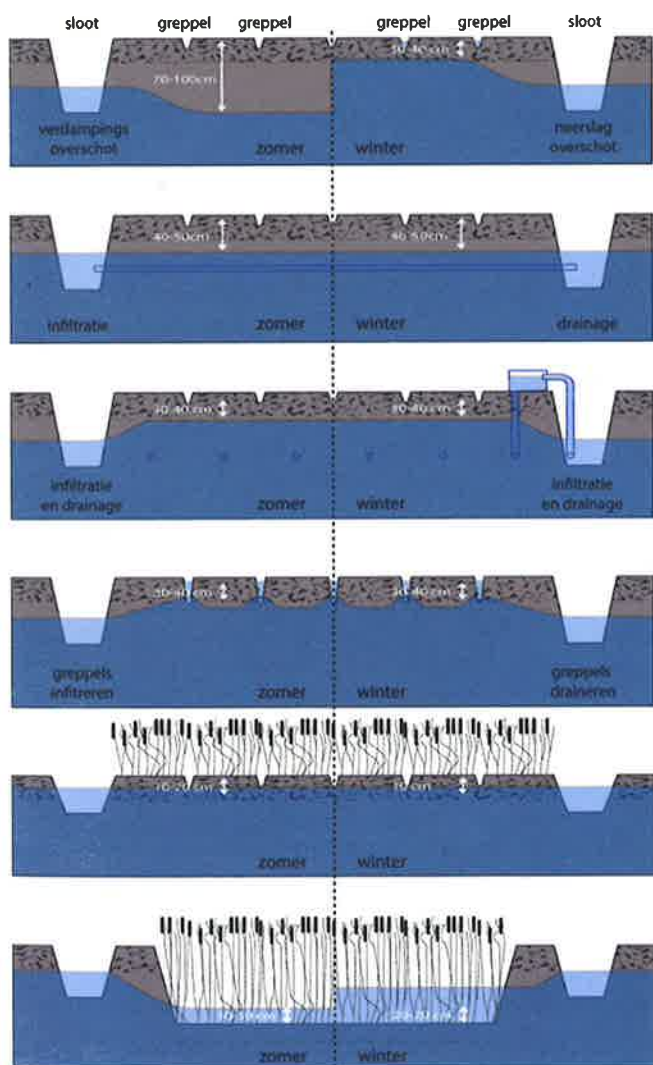 sloot greppel greppel greppel greppel sloot
30-40cm
70-100cm
verdampings overschot zomer winter neerslag overschot
40-50cm 40-50cm
infiltratie zomer winter drainage
30-40 cm 30-40 cm
infiltratie en drainage zomer winter infiltratie en drainage
30-40 cm 30-40 cm
greppels infitreren zomer winter greppels draineren
10-20 cm 10 cm
zomer winter
zomer winter